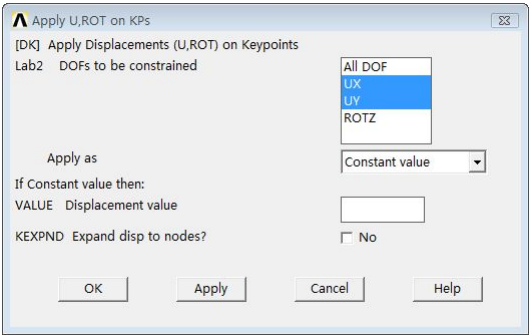 Apply U,ROT on KPs
[DK] Apply Displacements (U,ROT) on Keypoints
Lab2 DOFs to be constrained
All DOF
UX
UY
ROTZ
Apply as
Constant value
If Constant value then:
VALUE Displacement value
KEXPND Expand disp to nodes?
No
OK Apply Cancel Help